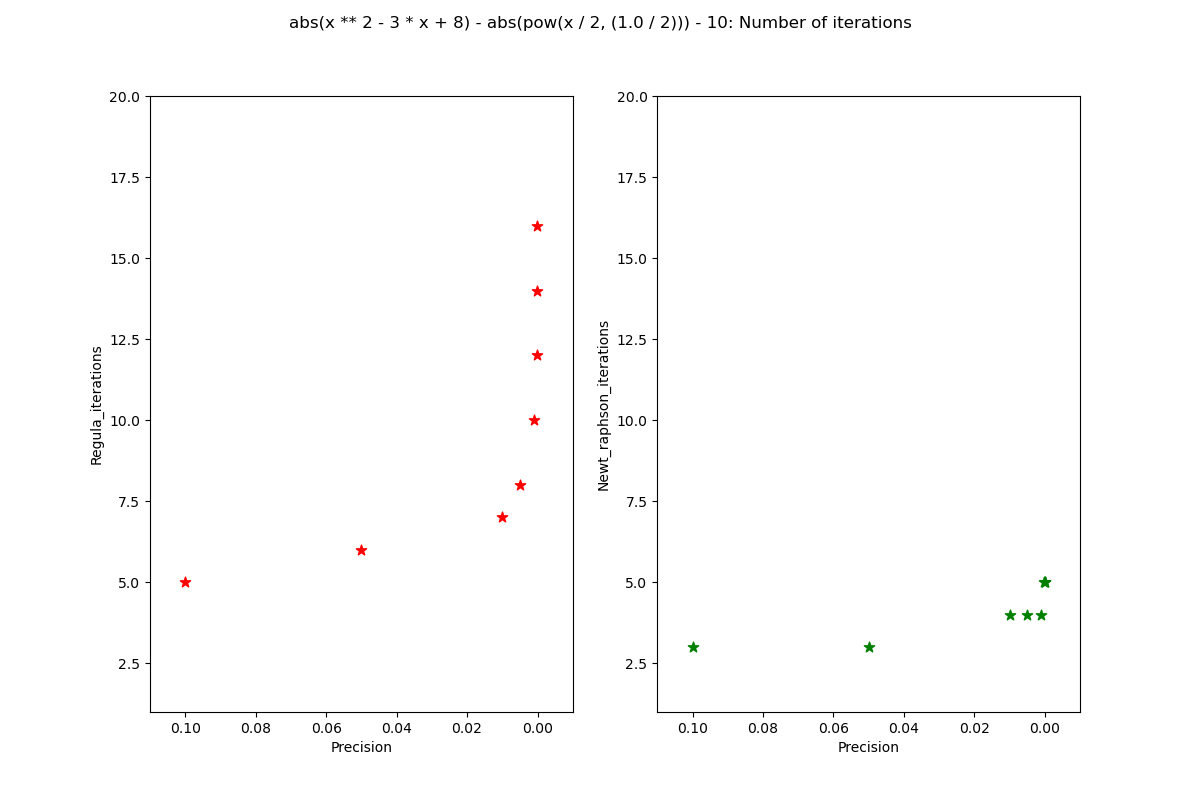 abs(x ** 2 - 3 * x + 8) - abs(pow(x / 2, (1.0 / 2))) - 10: Number of iterations
20.0
17.5
15.0
12.5
10.0
7.5
5.0
2.5
Regula_iterations
0.10 0.08 0.06 0.04 0.02 0.00
Precision
20.0
17.5
15.0
12.5
10.0
7.5
5.0
2.5
Newt_raphson_iterations
0.10 0.08 0.06 0.04 0.02 0.00
Precision